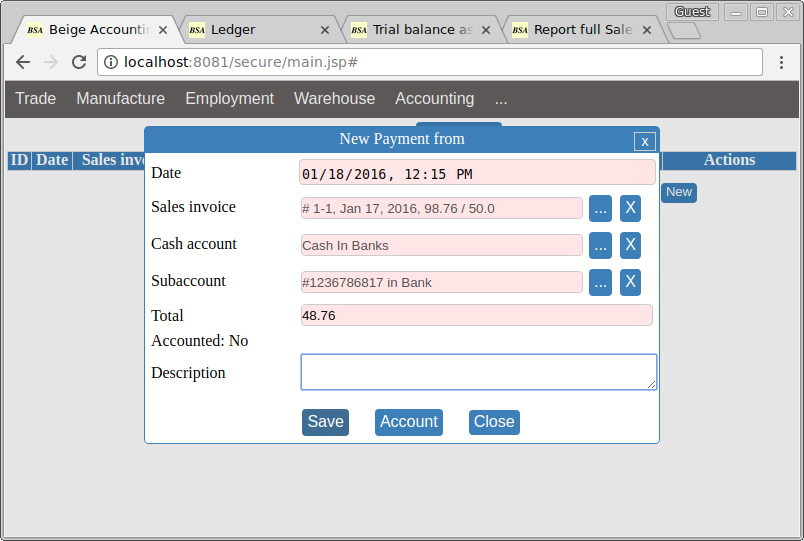 Guest
BSA Beige Accountin
BSA Ledger
BSA Trial balance as
BSA Report full Sale
localhost:8081/secure/main.jsp#
Trade Manufacture Employment Warehouse Accounting ...
New Payment from x
ID Date Sales inv Actions
New
Date 01/18/2016, 12:15 PM
Sales invoice # 1-1, Jan 17, 2016, 98.76 / 50.0 ... X
Cash account Cash In Banks ... X
Subaccount #1236786817 in Bank ... X
Total 48.76
Accounted: No
Description
Save Account Close